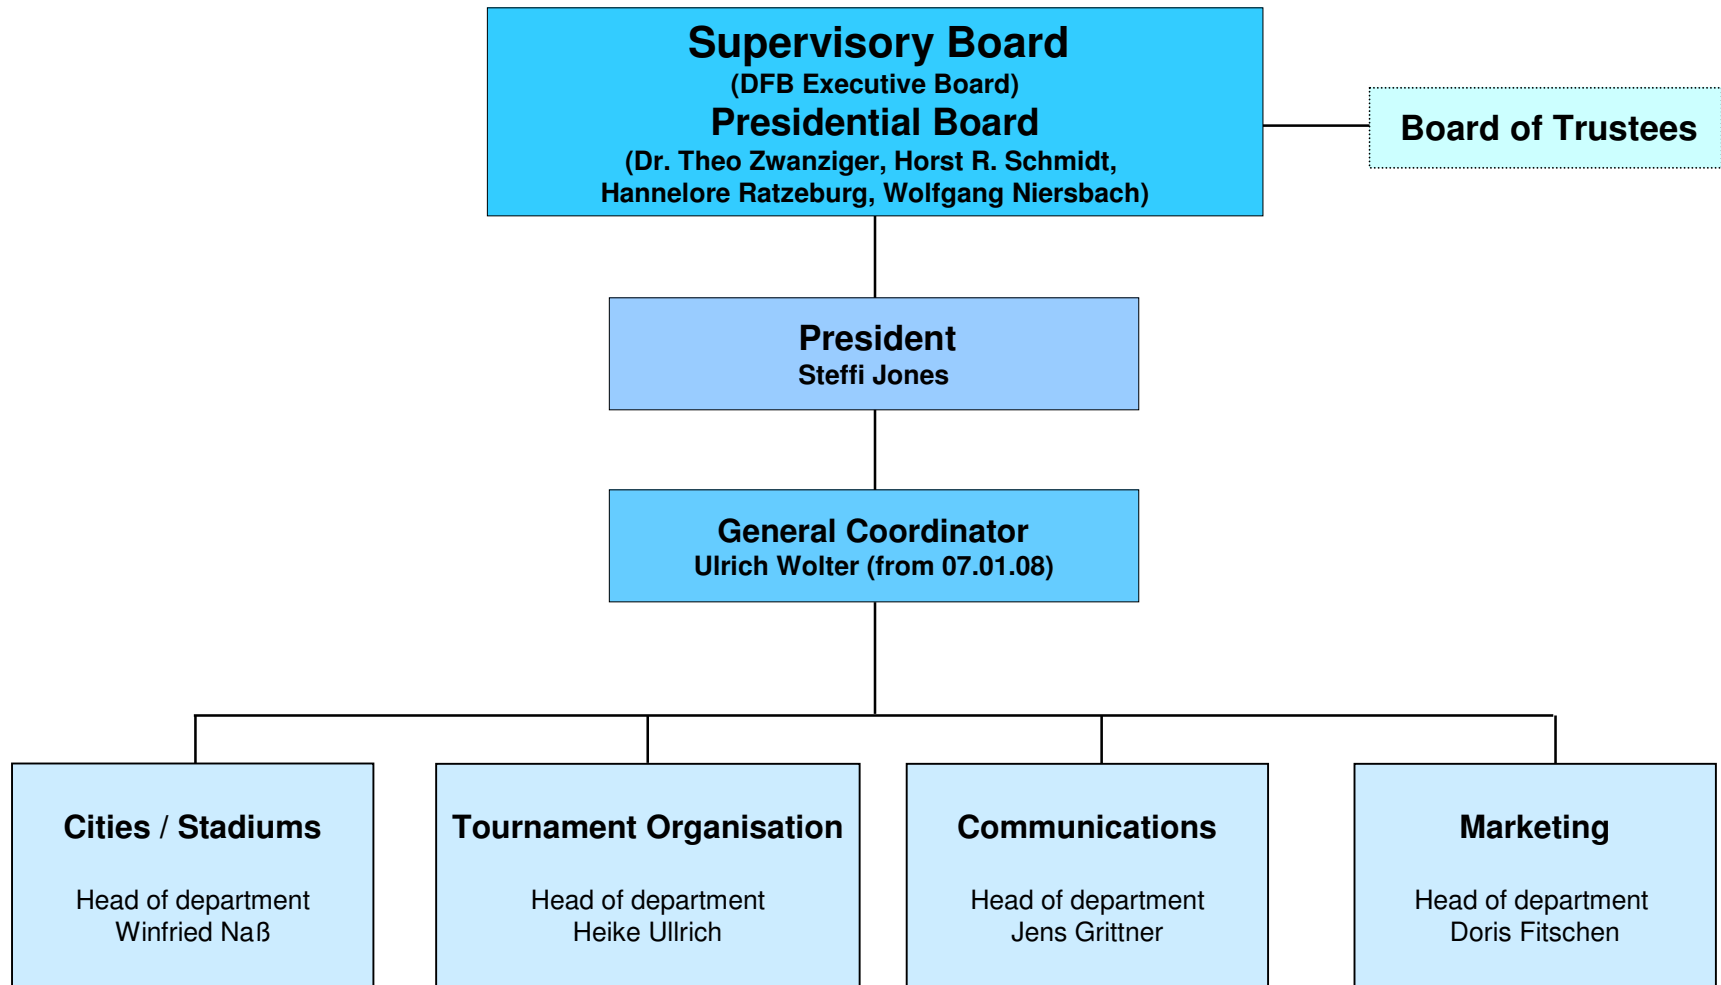 Supervisory Board
(DFB Executive Board)
Presidential Board
(Dr. Theo Zwanziger, Horst R. Schmidt,
Hannelore Ratzeburg, Wolfgang Niersbach)
Board of Trustees
President
Steffi Jones
General Coordinator
Ulrich Wolter (from 07.01.08)
Cities / Stadiums
Head of department
Winfried Naß
Tournament Organisation
Head of department
Heike Ullrich
Communications
Head of department
Jens Grittner
Marketing
Head of department
Doris Fitschen